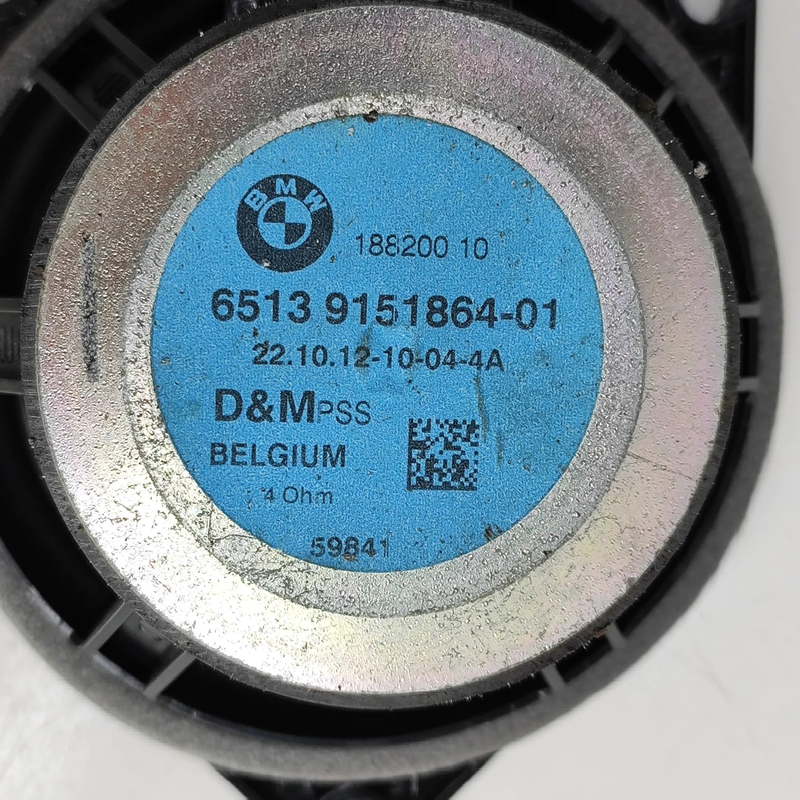 BMW
188200 10
6513 9151864-01
22.10.12-10-04-4A
D&MPSS
BELGIUM
4 Ohm
59841